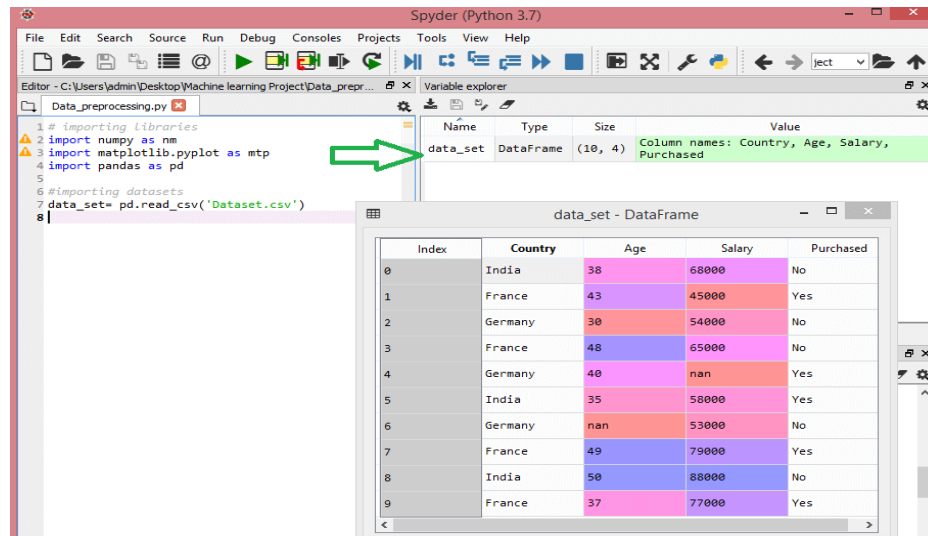 Spyder (Python 3.7)
File Edit Search Source Run Debug Consoles Projects Tools View Help
ject
Editor - C:\Users\admin\Desktop\Machine learning Project\Data_prepr...
Data_preprocessing.py
1 # importing libraries
2 import numpy as nm
3 import matplotlib.pyplot as mtp
4 import pandas as pd
5
6 #importing datasets
7 data_set= pd.read_csv('Dataset.csv')
8
Variable explorer
Name Type Size Value
data_set DataFrame (10, 4) Column names: Country, Age, Salary,
Purchased
data_set - DataFrame
Index Country Age Salary Purchased
0 India 38 68000 No
1 France 43 45000 Yes
2 Germany 30 54000 No
3 France 48 65000 No
4 Germany 40 nan Yes
5 India 35 58000 Yes
6 Germany nan 53000 No
7 France 49 79000 Yes
8 India 50 88000 No
9 France 37 77000 Yes